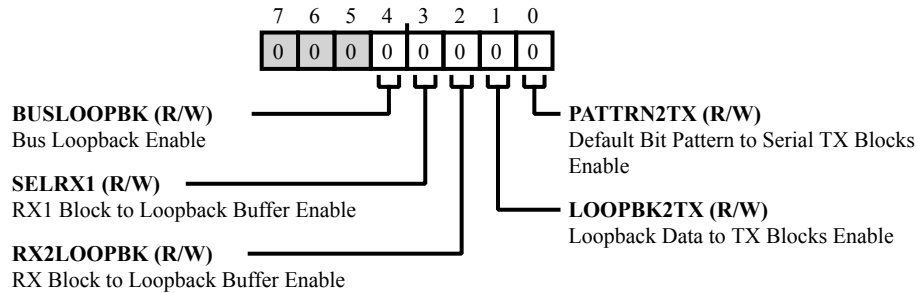 7 6 5 4 3 2 1 0
0 0 0 0 0 0 0 0
BUSLOOPBK (R/W)
Bus Loopback Enable
SELRX1 (R/W)
RX1 Block to Loopback Buffer Enable
RX2LOOPBK (R/W)
RX Block to Loopback Buffer Enable
PATTRN2TX (R/W)
Default Bit Pattern to Serial TX Blocks
Enable
LOOPBK2TX (R/W)
Loopback Data to TX Blocks Enable